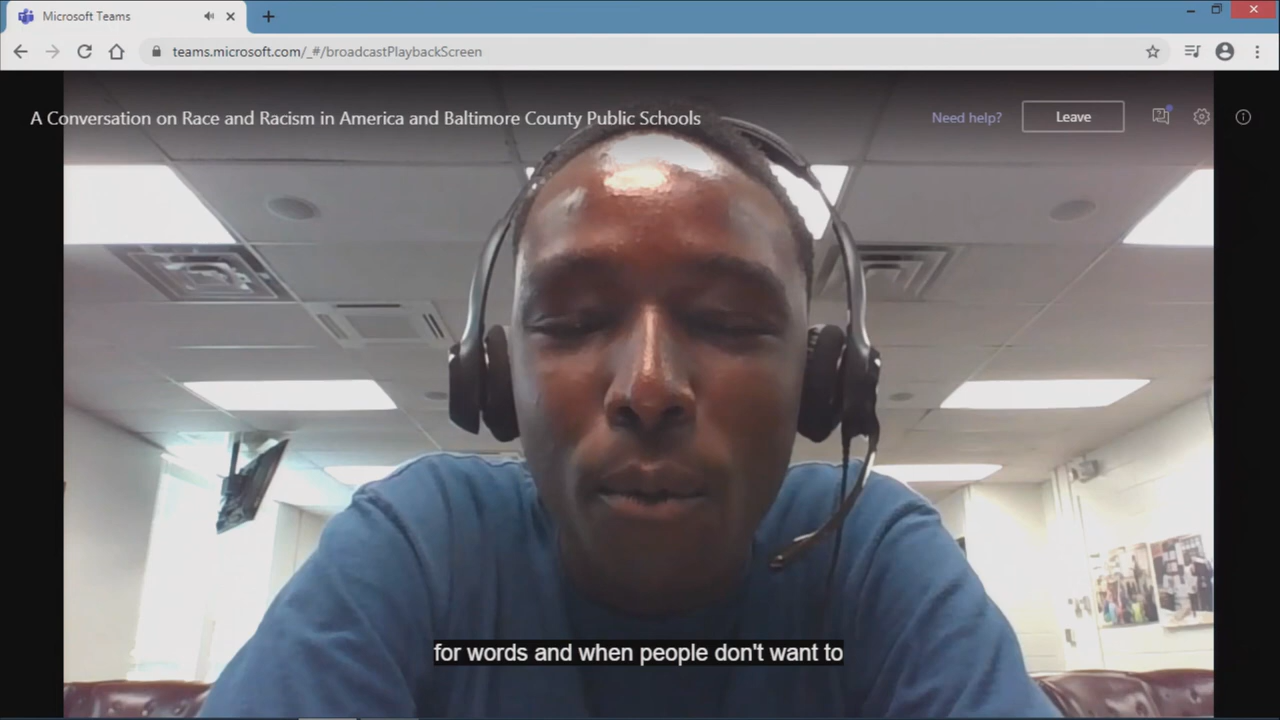 Microsoft Teams
teams.microsoft.com/_#/broadcastPlaybackScreen
A Conversation on Race and Racism in America and Baltimore County Public Schools
Need help?
Leave
for words and when people don't want to